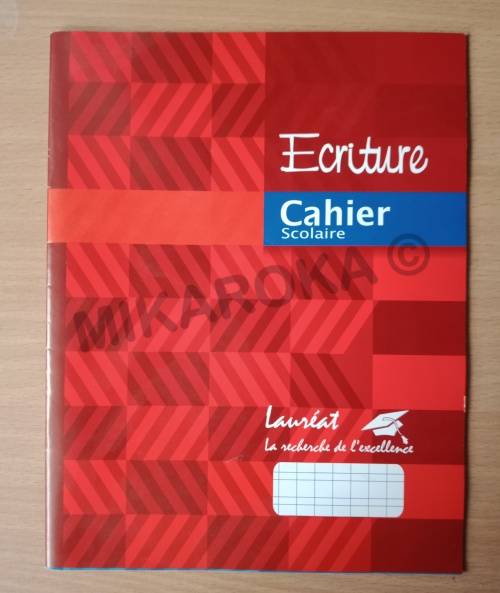 Ecriture
Cahier
Scolaire
MIKAROKA ©
Lauréat
La recherche de l'excellence